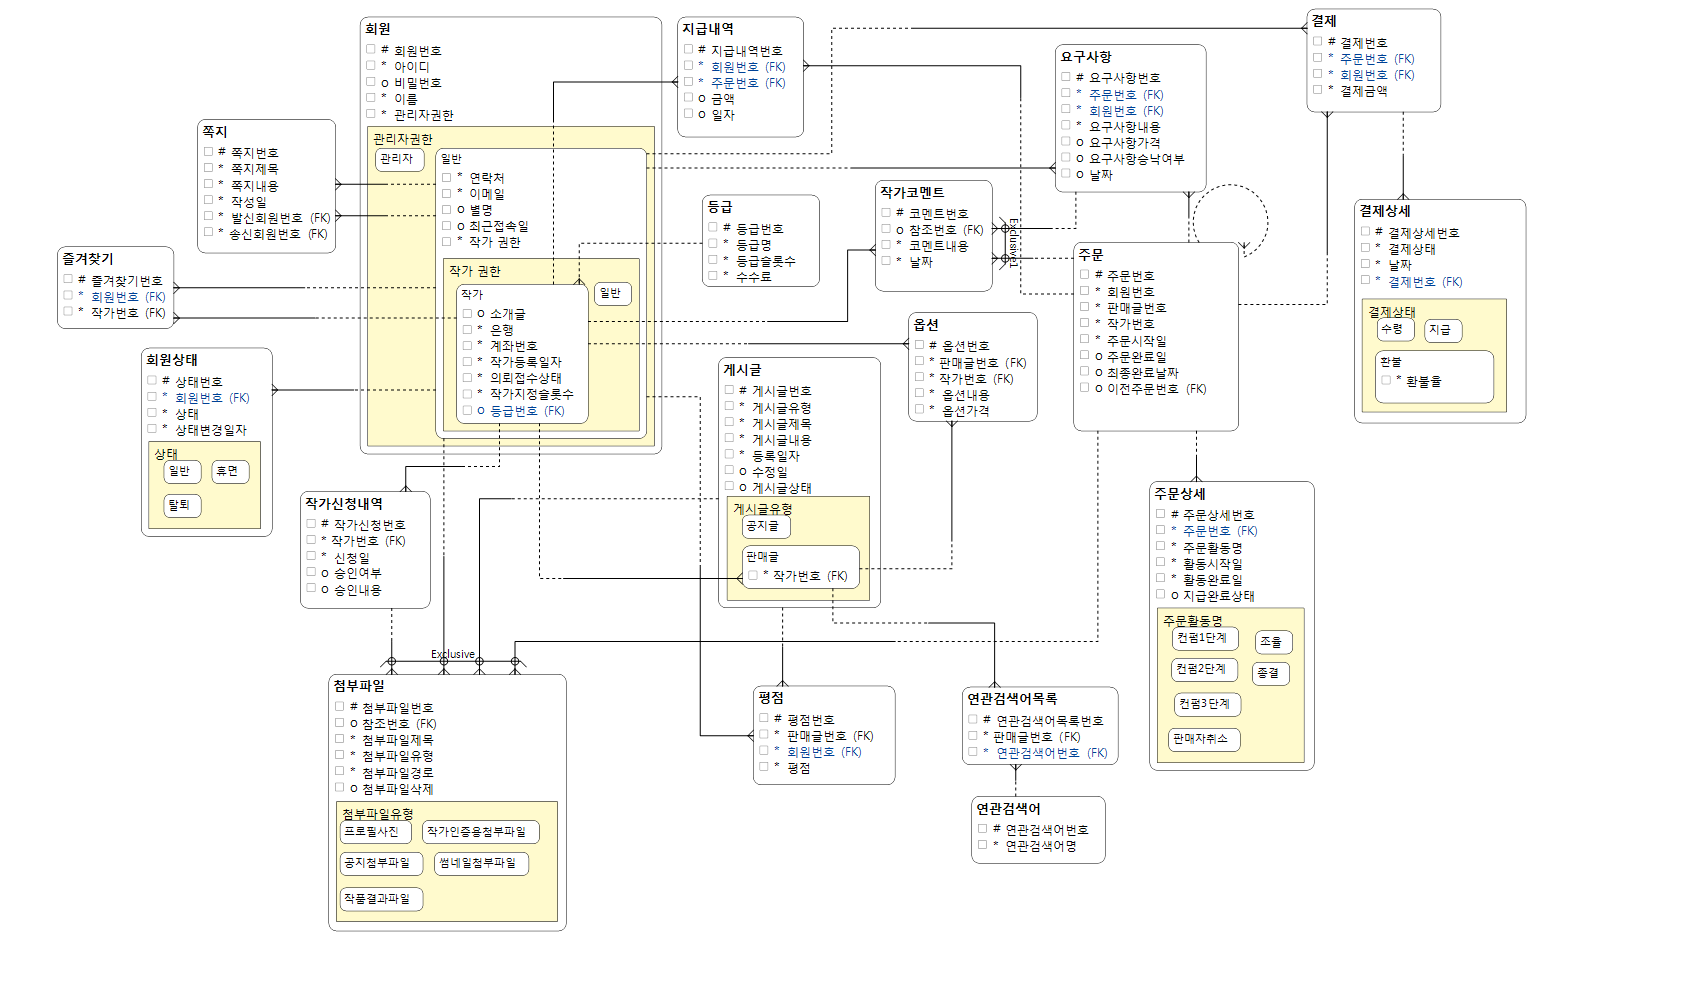 회원
# 회원번호
* 아이디
o 비밀번호
* 이름
* 관리자권한
관리자권한
관리자
일반
* 연락처
* 이메일
o 별명
o 최근접속일
* 작가 권한
작가 권한
작가
o 소개글
* 은행
* 계좌번호
* 작가등록일자
* 의뢰접수상태
* 작가지정슬롯수
o 등급번호 (FK)
일반
지급내역
# 지급내역번호
* 회원번호 (FK)
* 주문번호 (FK)
o 금액
o 일자
요구사항
# 요구사항번호
* 주문번호 (FK)
* 회원번호 (FK)
* 요구사항내용
o 요구사항가격
o 요구사항승낙여부
o 날짜
결제
# 결제번호
* 주문번호 (FK)
* 회원번호 (FK)
* 결제금액
쪽지
# 쪽지번호
* 쪽지제목
* 쪽지내용
* 작성일
* 발신회원번호 (FK)
* 송신회원번호 (FK)
즐겨찾기
# 즐겨찾기번호
* 회원번호 (FK)
* 작가번호 (FK)
회원상태
# 상태번호
* 회원번호 (FK)
* 상태
* 상태변경일자
상태
일반
휴면
탈퇴
등급
# 등급번호
* 등급명
* 등급슬롯수
* 수수료
작가코멘트
# 코멘트번호
o 참조번호 (FK)
* 코멘트내용
* 날짜
Exclusive1
주문
# 주문번호
* 회원번호
* 판매글번호
* 작가번호
* 주문시작일
o 주문완료일
o 최종완료날짜
o 이전주문번호 (FK)
결제상세
# 결제상세번호
* 결제상태
* 날짜
* 결제번호 (FK)
결제상태
수령
지급
환불
* 환불율
옵션
# 옵션번호
* 판매글번호 (FK)
* 작가번호 (FK)
* 옵션내용
* 옵션가격
게시글
# 게시글번호
* 게시글유형
* 게시글제목
* 게시글내용
* 등록일자
o 수정일
o 게시글상태
게시글유형
공지글
판매글
* 작가번호 (FK)
작가신청내역
# 작가신청번호
* 작가번호 (FK)
* 신청일
o 승인여부
o 승인내용
주문상세
# 주문상세번호
* 주문번호 (FK)
* 주문활동명
* 활동시작일
* 활동완료일
o 지급완료상태
주문활동명
컨펌1단계
조율
컨펌2단계
종결
컨펌3단계
판매자취소
Exclusive
첨부파일
# 첨부파일번호
o 참조번호 (FK)
* 첨부파일제목
* 첨부파일유형
* 첨부파일경로
o 첨부파일삭제
첨부파일유형
프로필사진
작가인증용첨부파일
공지첨부파일
썸네일첨부파일
작품결과파일
평점
# 평점번호
* 판매글번호 (FK)
* 회원번호 (FK)
* 평점
연관검색어목록
# 연관검색어목록번호
* 판매글번호 (FK)
* 연관검색어번호 (FK)
연관검색어
# 연관검색어번호
* 연관검색어명